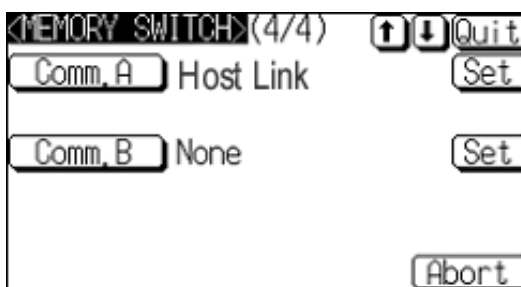 <MEMORY SWITCH>(4/4) ↑ ↓ Quit
Comm.A Host Link Set
Comm.B None Set
Abort